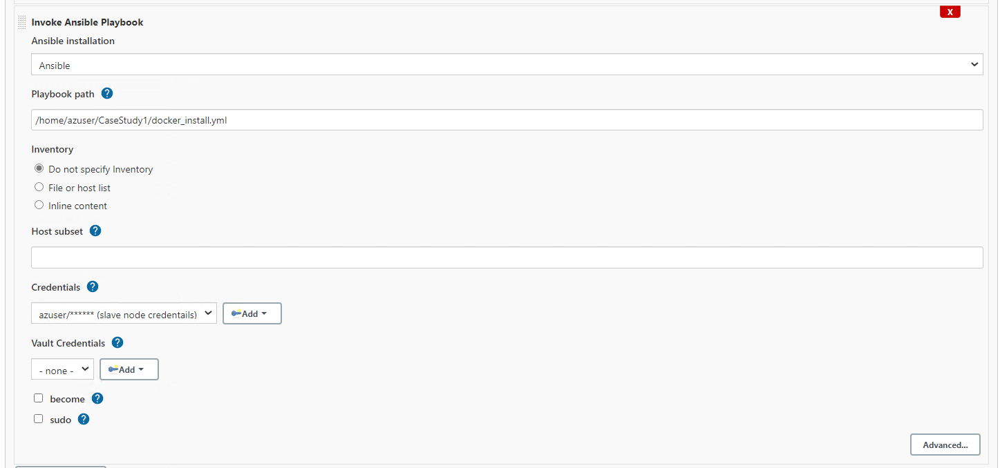 X
Invoke Ansible Playbook
Ansible installation
Ansible
Playbook path ?
/home/azuser/CaseStudy1/docker_install.yml
Inventory
Do not specify Inventory
File or host list
Inline content
Host subset ?
Credentials ?
azuser/****** (slave node credentails) Add
Vault Credentials ?
- none - Add
become ?
sudo ?
Advanced...